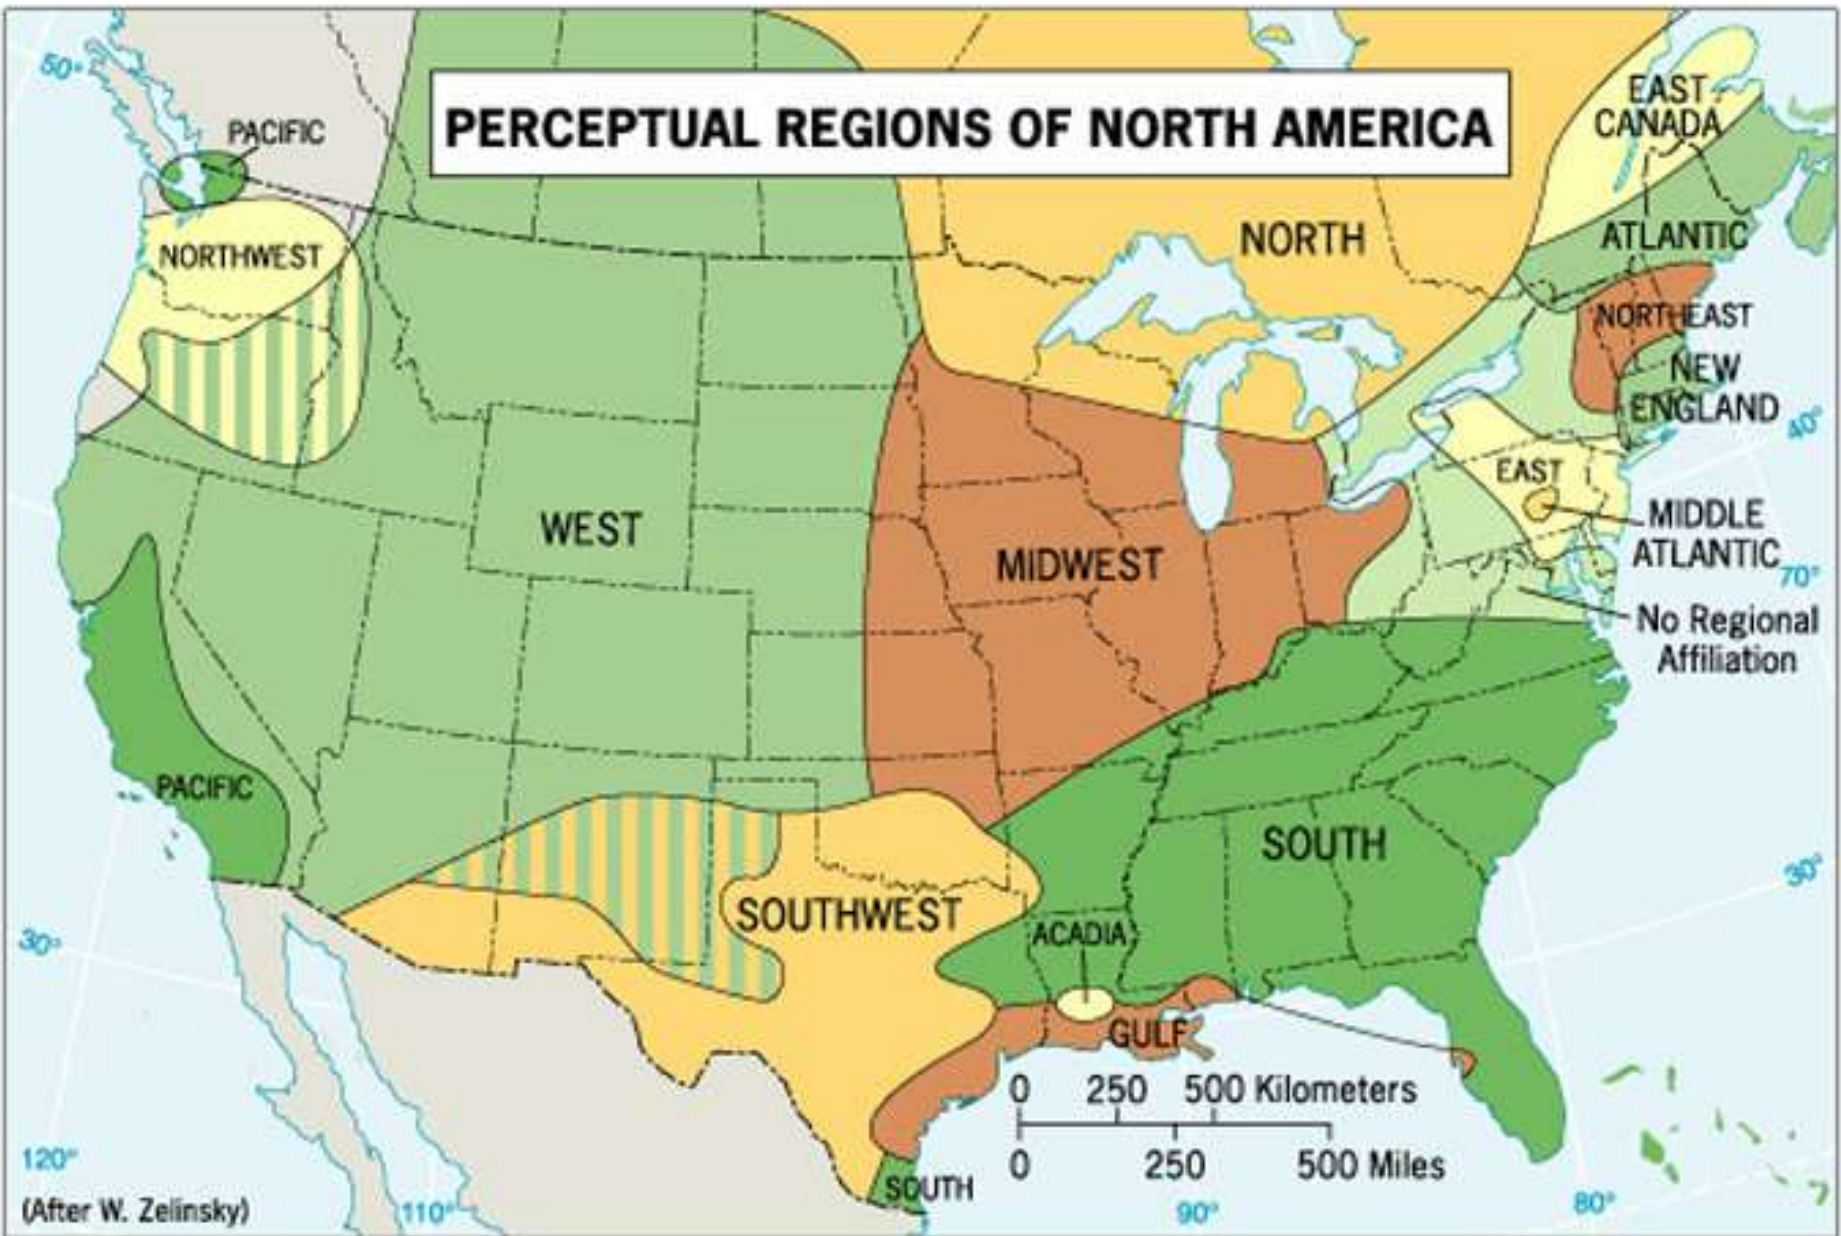 PERCEPTUAL REGIONS OF NORTH AMERICA
50°
PACIFIC
EAST
CANADA
NORTHWEST
NORTH
ATLANTIC
NORTHEAST
NEW
ENGLAND
40°
EAST
WEST
MIDWEST
MIDDLE
ATLANTIC
70°
No Regional
Affiliation
PACIFIC
SOUTH
30°
SOUTHWEST
ACADIA
30°
GULF
0 250 500 Kilometers
0 250 500 Miles
120°
SOUTH
(After W. Zelinsky)
110°
90°
80°